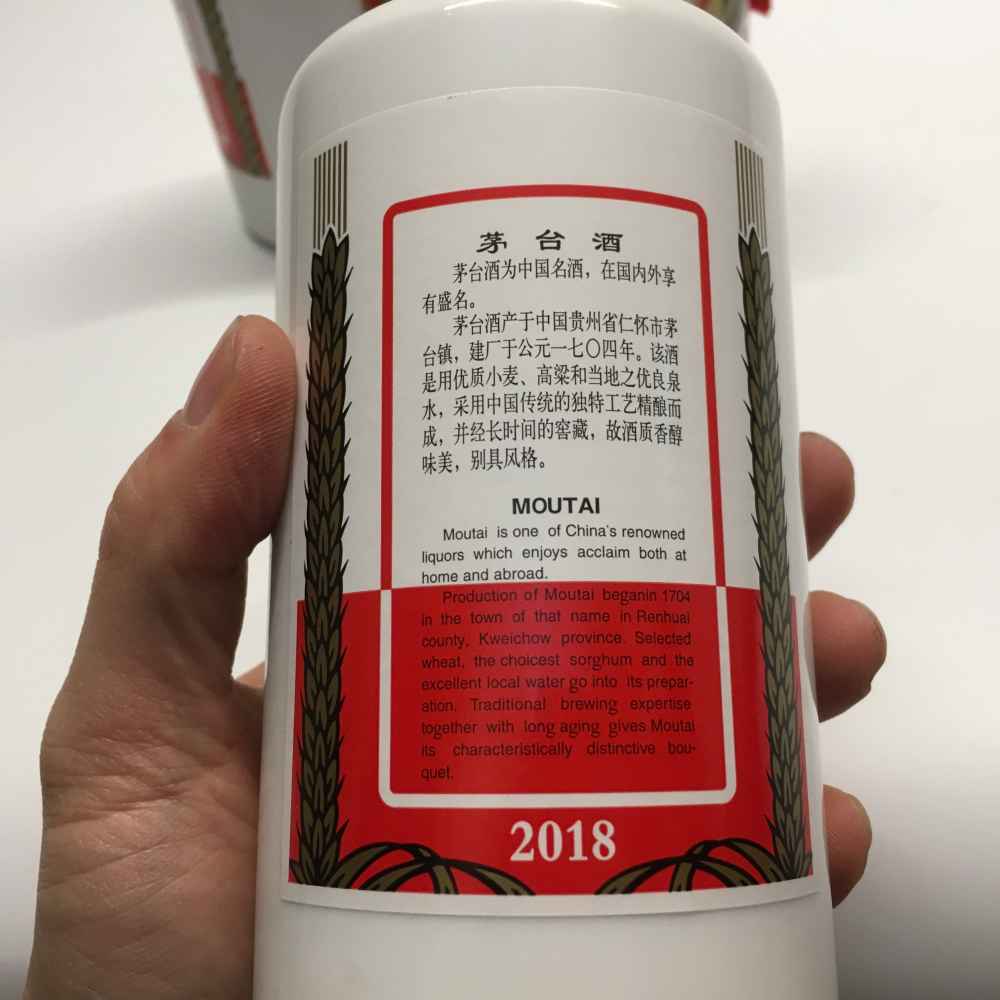 茅台酒
茅台酒为中国名酒，在国内外享
有盛名。
茅台酒产于中国贵州省仁怀市茅
台镇，建厂于公元一七〇四年。该酒
是用优质小麦、高粱和当地之优良泉
水，采用中国传统的独特工艺精酿而
成，并经长时间的窖藏，故酒质香醇
味美，别具风格。
MOUTAI
Moutai is one of China's renowned
liquors which enjoys acclaim both at
home and abroad.
Production of Moutai beganin 1704
in the town of that name in Renhuai
county, Kweichow province. Selected
wheat, the choicest sorghum and the
excellent local water go into its prepar-
ation. Traditional brewing expertise
together with long aging gives Moutai
its characteristically distinctive bou-
quet.
2018